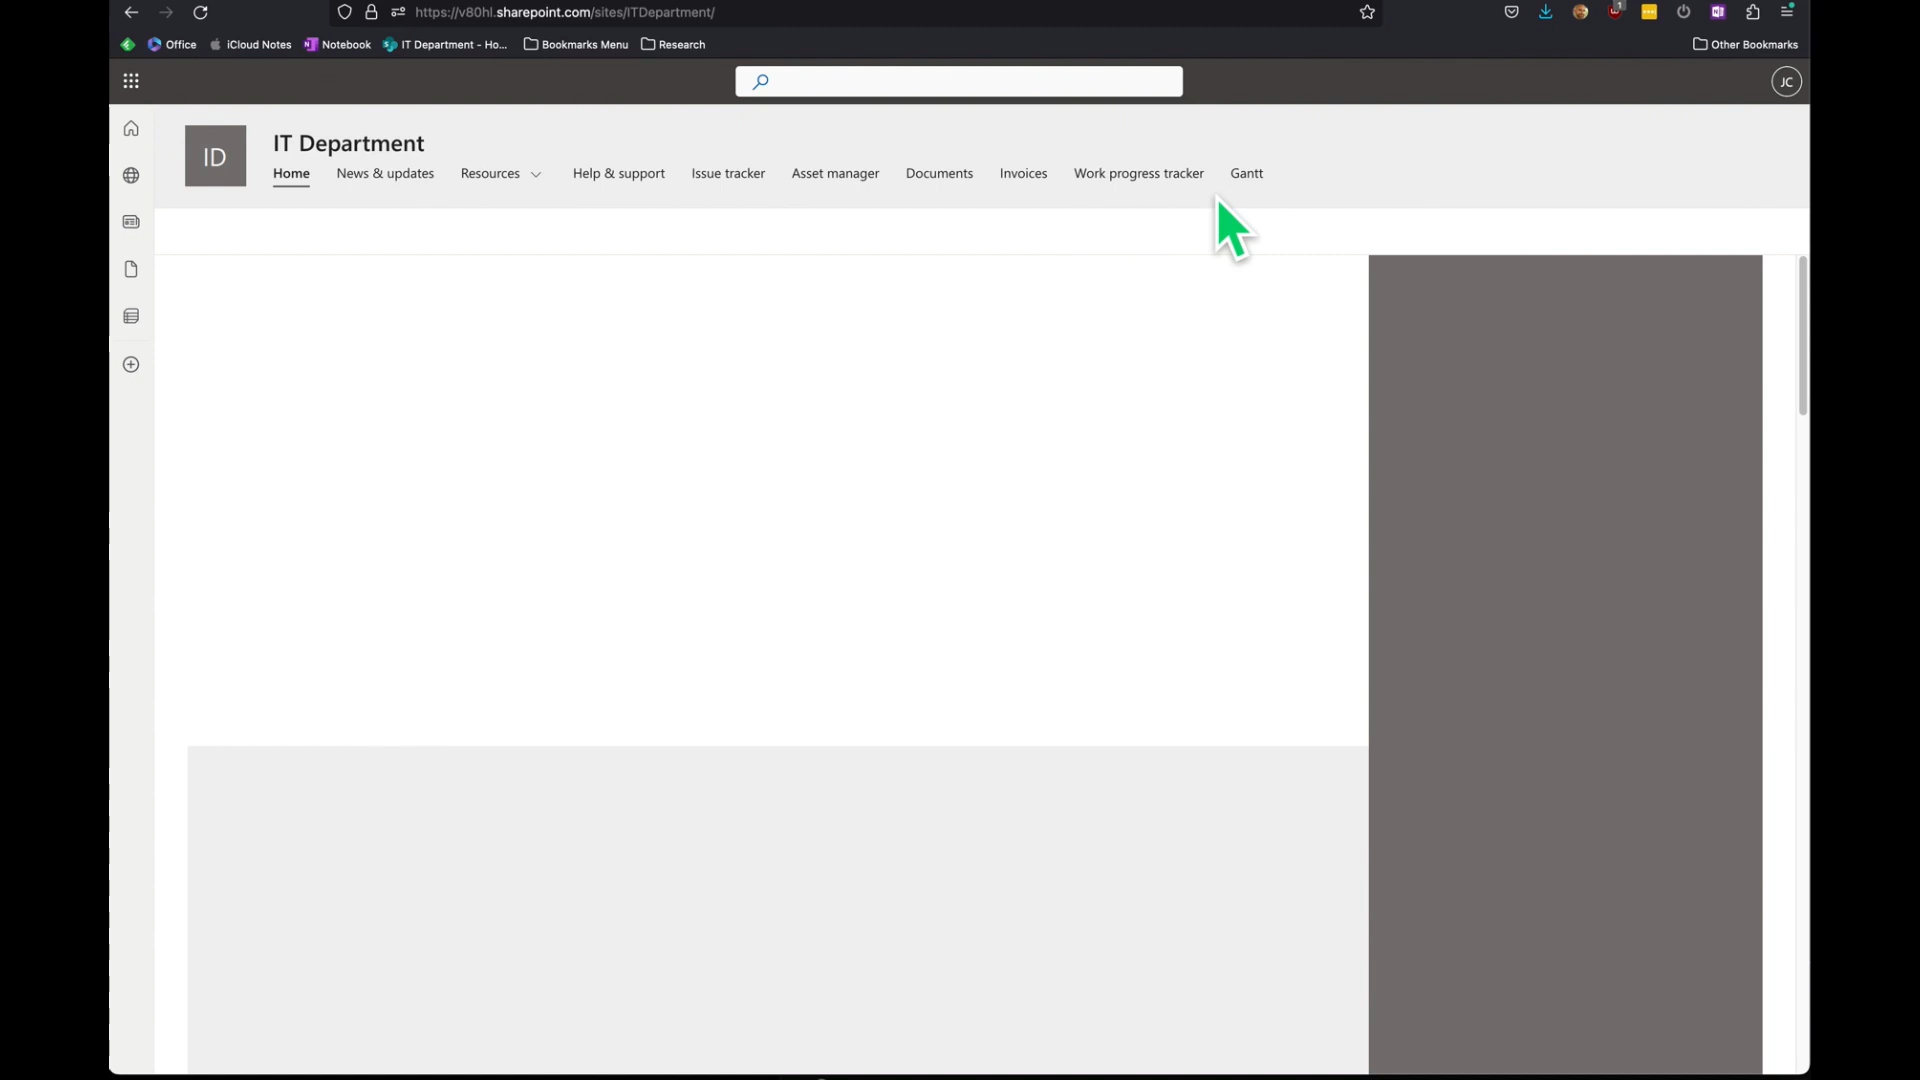 https://v80hl.sharepoint.com/sites/ITDepartment/
1
Office iCloud Notes N Notebook S IT Department - Ho... Bookmarks Menu Research Other Bookmarks
JC
ID
IT Department
Home News & updates Resources Help & support Issue tracker Asset manager Documents Invoices Work progress tracker Gantt